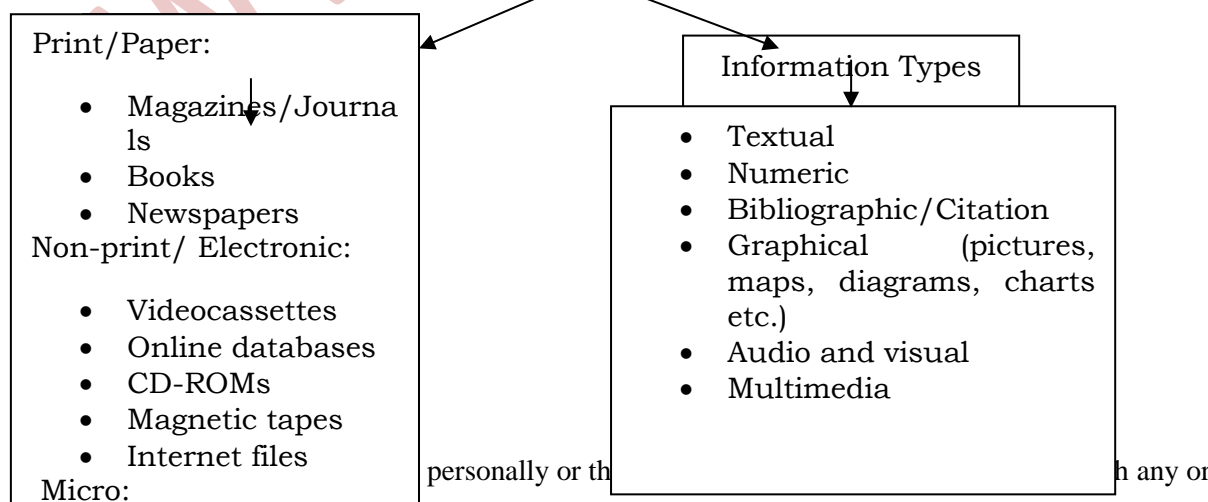 Print/Paper:
• Magazines/Journa
ls
• Books
• Newspapers
Non-print/ Electronic:
• Videocassettes
• Online databases
• CD-ROMs
• Magnetic tapes
• Internet files
Micro:
Information Types
• Textual
• Numeric
• Bibliographic/Citation
• Graphical (pictures,
maps, diagrams, charts
etc.)
• Audio and visual
• Multimedia
personally or th
h any or